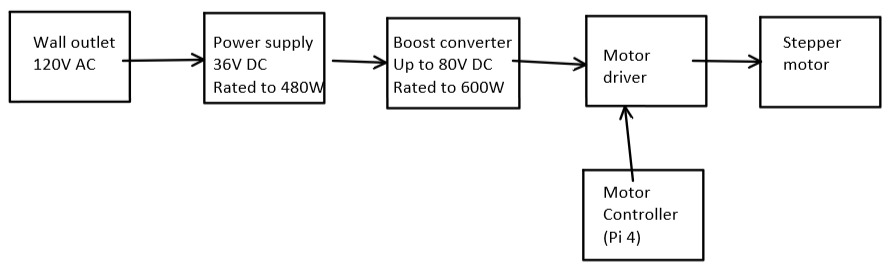 Wall outlet
120V AC
Power supply
36V DC
Rated to 480W
Boost converter
Up to 80V DC
Rated to 600W
Motor
driver
Stepper
motor
Motor
Controller
(Pi 4)